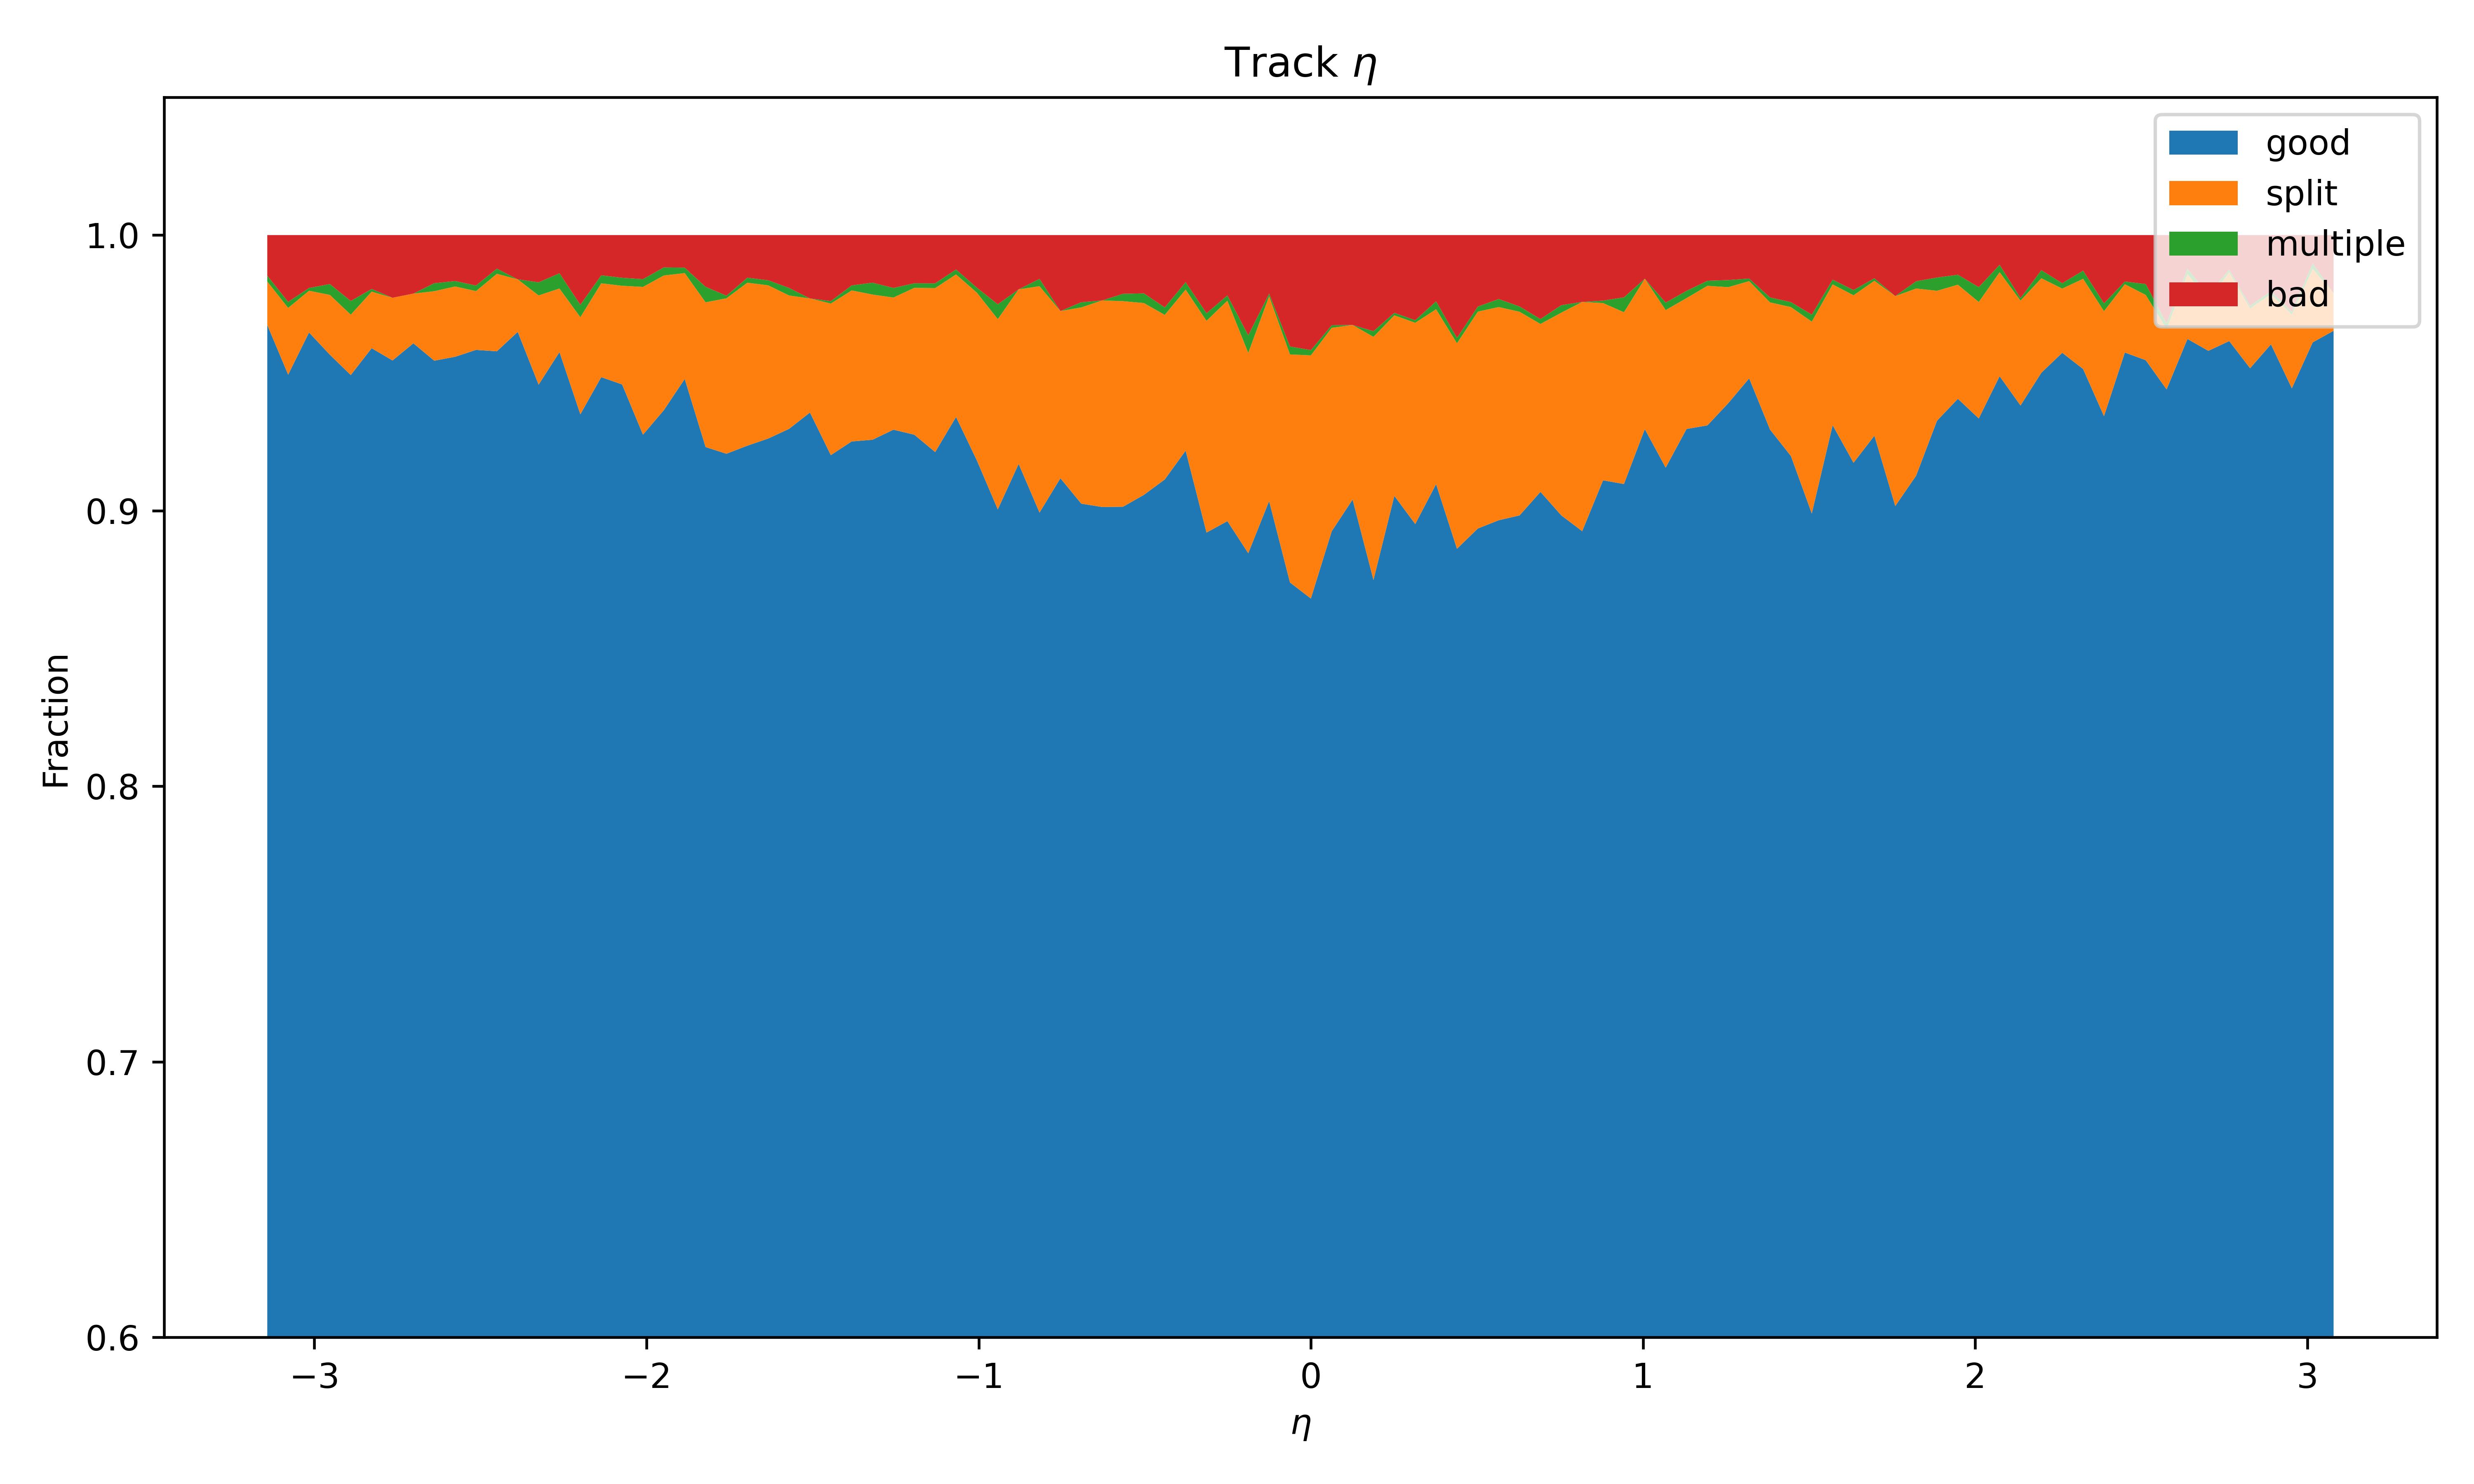 Track η
good
split
multiple
bad
1.0
0.9
0.8
0.7
0.6
Fraction
−3 −2 −1 0 1 2 3
η